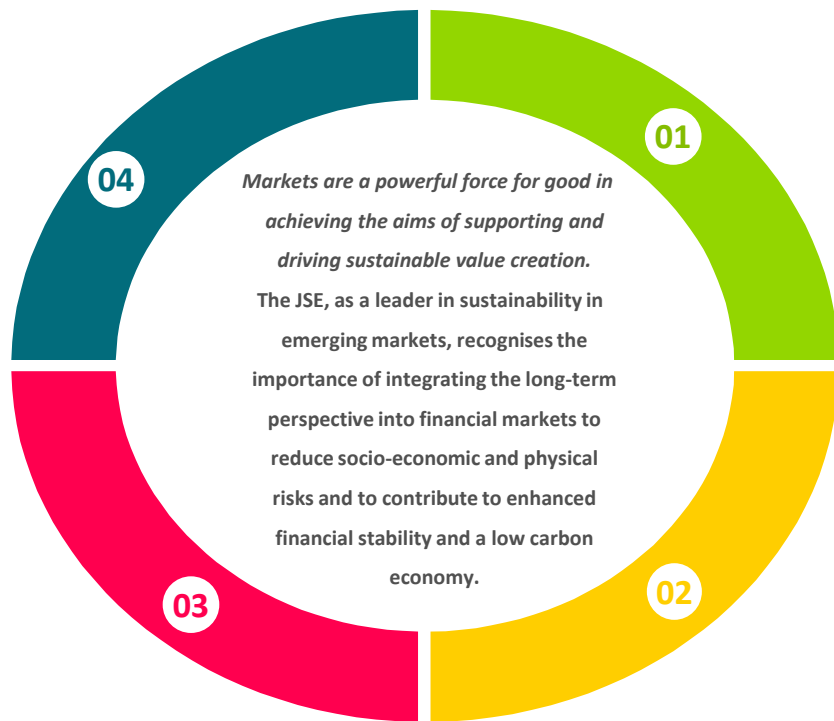 01
04
Markets are a powerful force for good in
achieving the aims of supporting and
driving sustainable value creation.
The JSE, as a leader in sustainability in
emerging markets, recognises the
importance of integrating the long-term
perspective into financial markets to
reduce socio-economic and physical
risks and to contribute to enhanced
financial stability and a low carbon
economy.
03
02